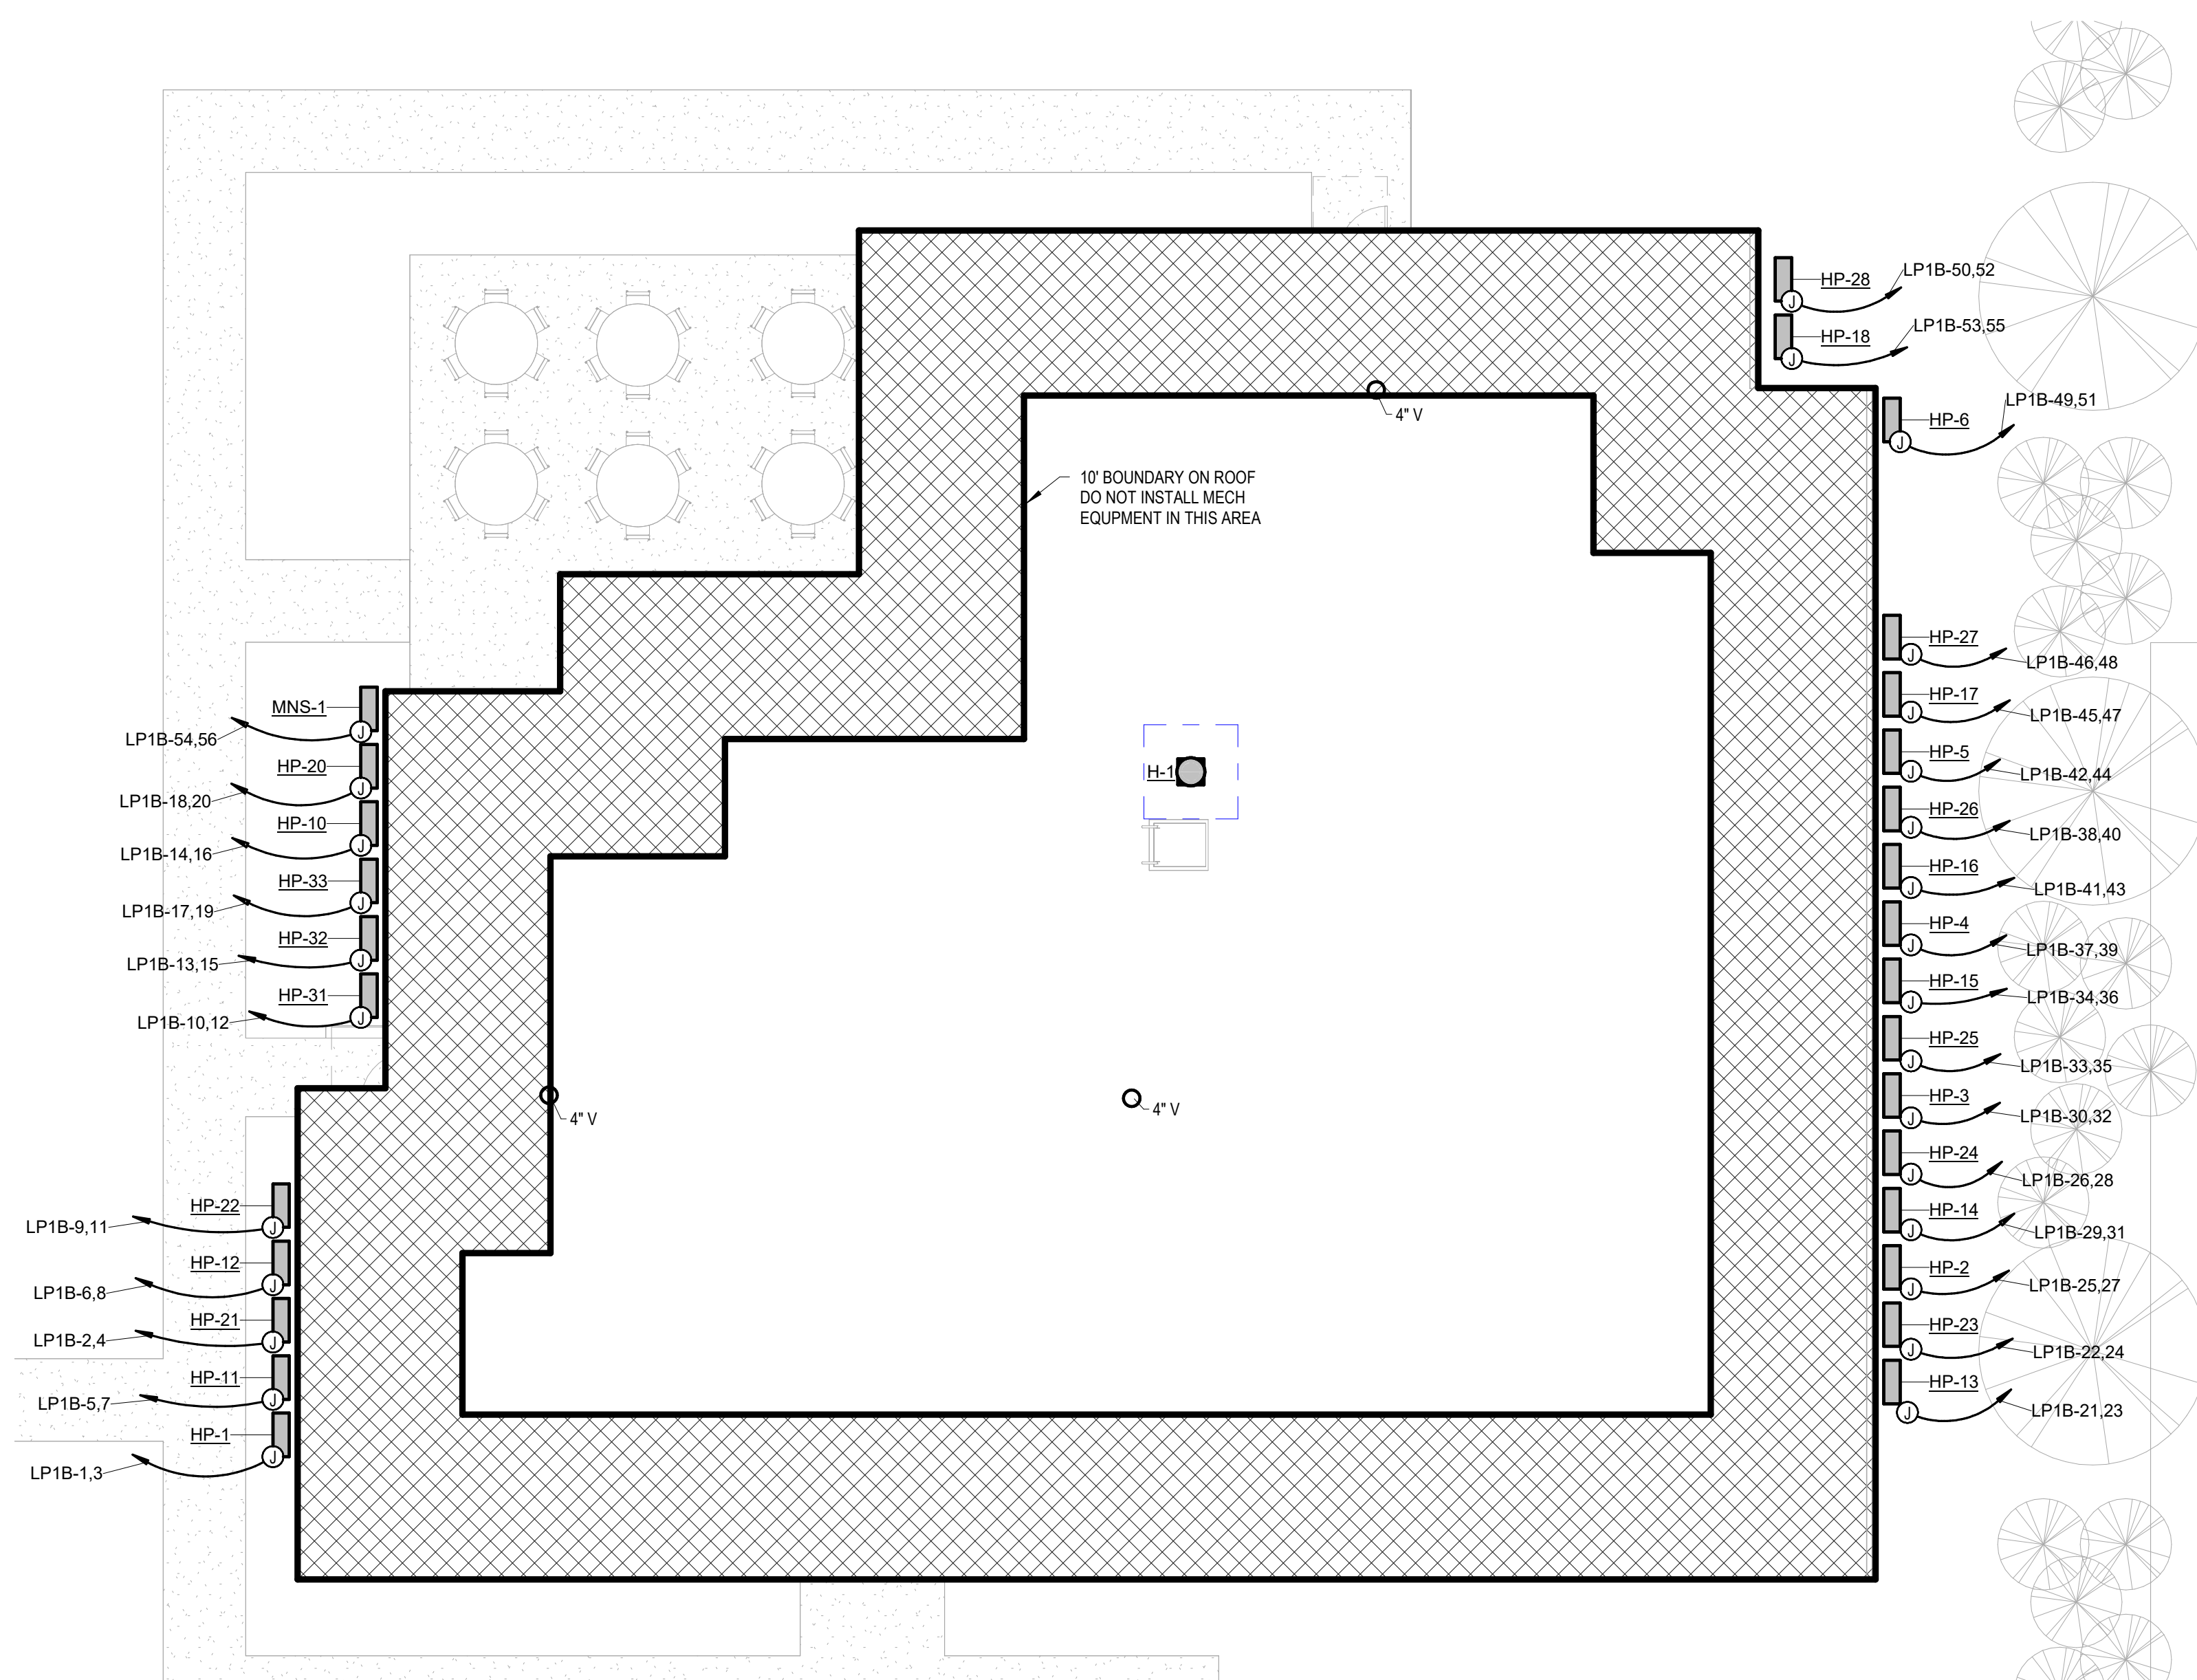 HP-28
LP1B-50,52
J
HP-18
LP1B-53,55
J
4" V
HP-6
LP1B-49,51
J
10' BOUNDARY ON ROOF
DO NOT INSTALL MECH
EQUPMENT IN THIS AREA
MNS-1
J
LP1B-54,56
HP-20
J
LP1B-18,20
HP-10
J
LP1B-14,16
HP-33
J
LP1B-17,19
HP-32
J
LP1B-13,15
HP-31
J
LP1B-10,12
H-1
4" V
4" V
HP-22
J
LP1B-9,11
HP-12
J
LP1B-6,8
HP-21
J
LP1B-2,4
HP-11
J
LP1B-5,7
HP-1
J
LP1B-1,3
HP-27
J
LP1B-46,48
HP-17
J
LP1B-45,47
HP-5
J
LP1B-42,44
HP-26
J
LP1B-38,40
HP-16
J
LP1B-41,43
HP-4
J
LP1B-37,39
HP-15
J
LP1B-34,36
HP-25
J
LP1B-33,35
HP-3
J
LP1B-30,32
HP-24
J
LP1B-26,28
HP-14
J
LP1B-29,31
HP-2
J
LP1B-25,27
HP-23
J
LP1B-22,24
HP-13
J
LP1B-21,23